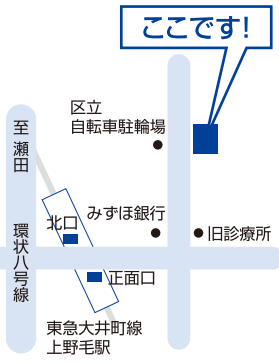 ここです!
区立
自転車駐輪場
至 瀬田
環状八号線
みずほ銀行
旧診療所
北口
正面口
東急大井町線
上野毛駅